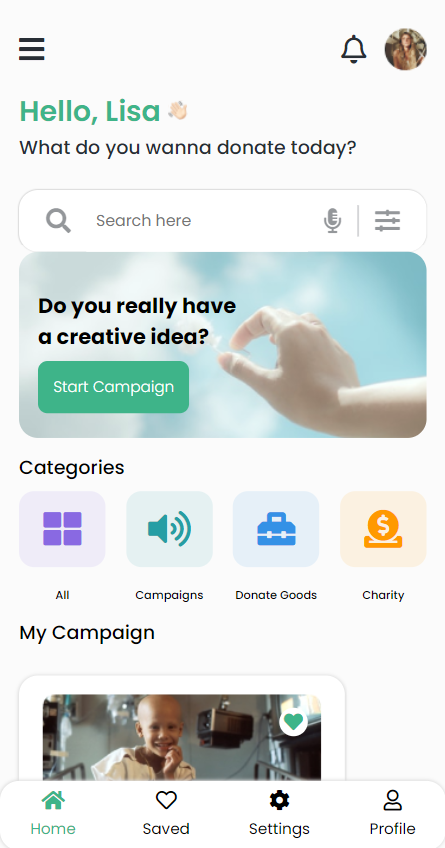 Hello, Lisa 👋🏻
What do you wanna donate today?
Search here
Do you really have
a creative idea?
Start Campaign
Categories
All
Campaigns
Donate Goods
Charity
My Campaign
Home
Saved
Settings
Profile